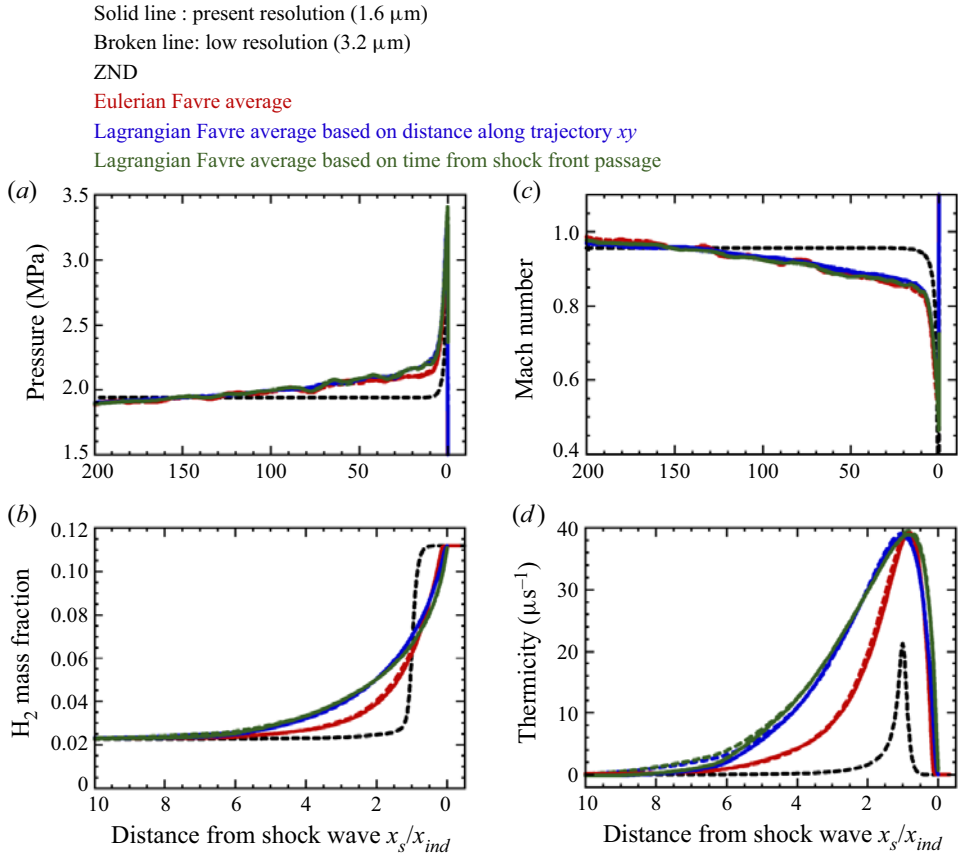 Solid line : present resolution (1.6 μm)
Broken line: low resolution (3.2 μm)
ZND
Eulerian Favre average
Lagrangian Favre average based on distance along trajectory xy
Lagrangian Favre average based on time from shock front passage
(a)
3.5
3.0
2.5
2.0
1.5
Pressure (MPa)
200 150 100 50 0
(c)
1.0
0.8
0.6
0.4
Mach number
200 150 100 50 0
(b)
0.12
0.10
0.08
0.06
0.04
0.02
0
H₂ mass fraction
10 8 6 4 2 0
Distance from shock wave xₛ/x_ind
(d)
40
30
20
10
0
Thermicity (μs⁻¹)
10 8 6 4 2 0
Distance from shock wave xₛ/x_ind